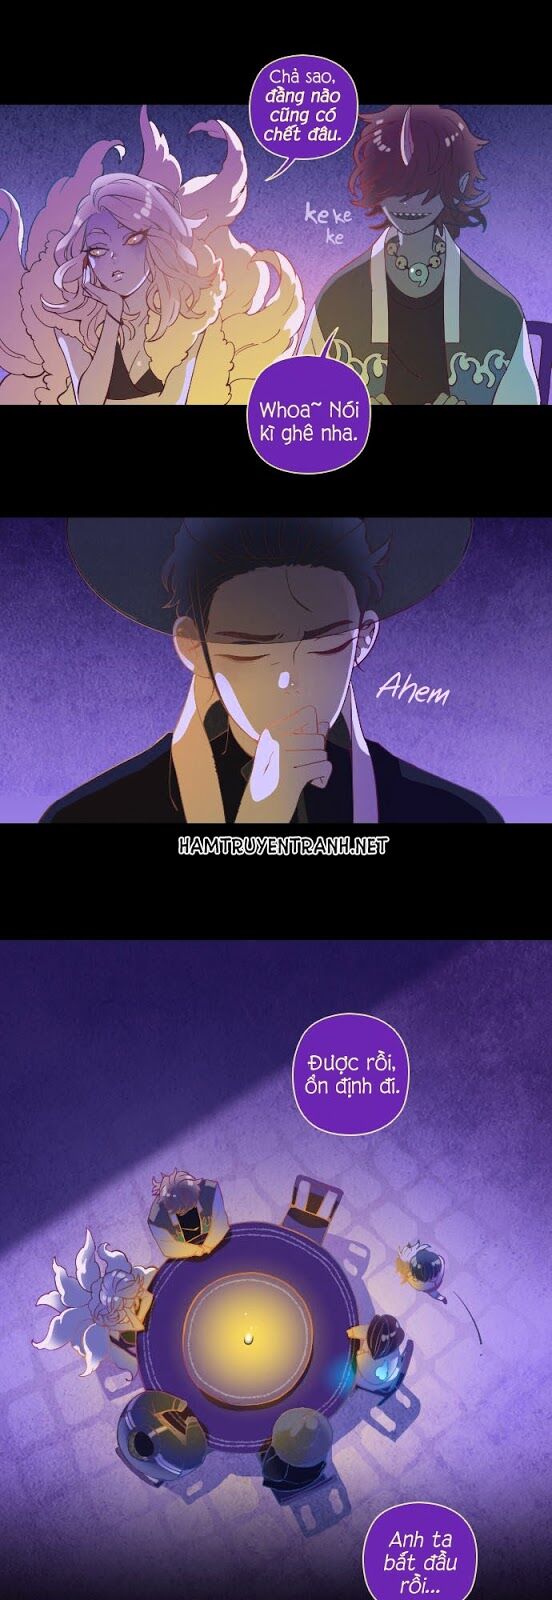 Chả sao,
đằng nào
cũng có
chết đâu.
ke ke
ke
Whoa~ Nói
kì ghê nha.
Ahem
HAMTRUYENTRANH.NET
Được rồi,
ổn định đi.
Anh ta
bắt đầu
rồi...